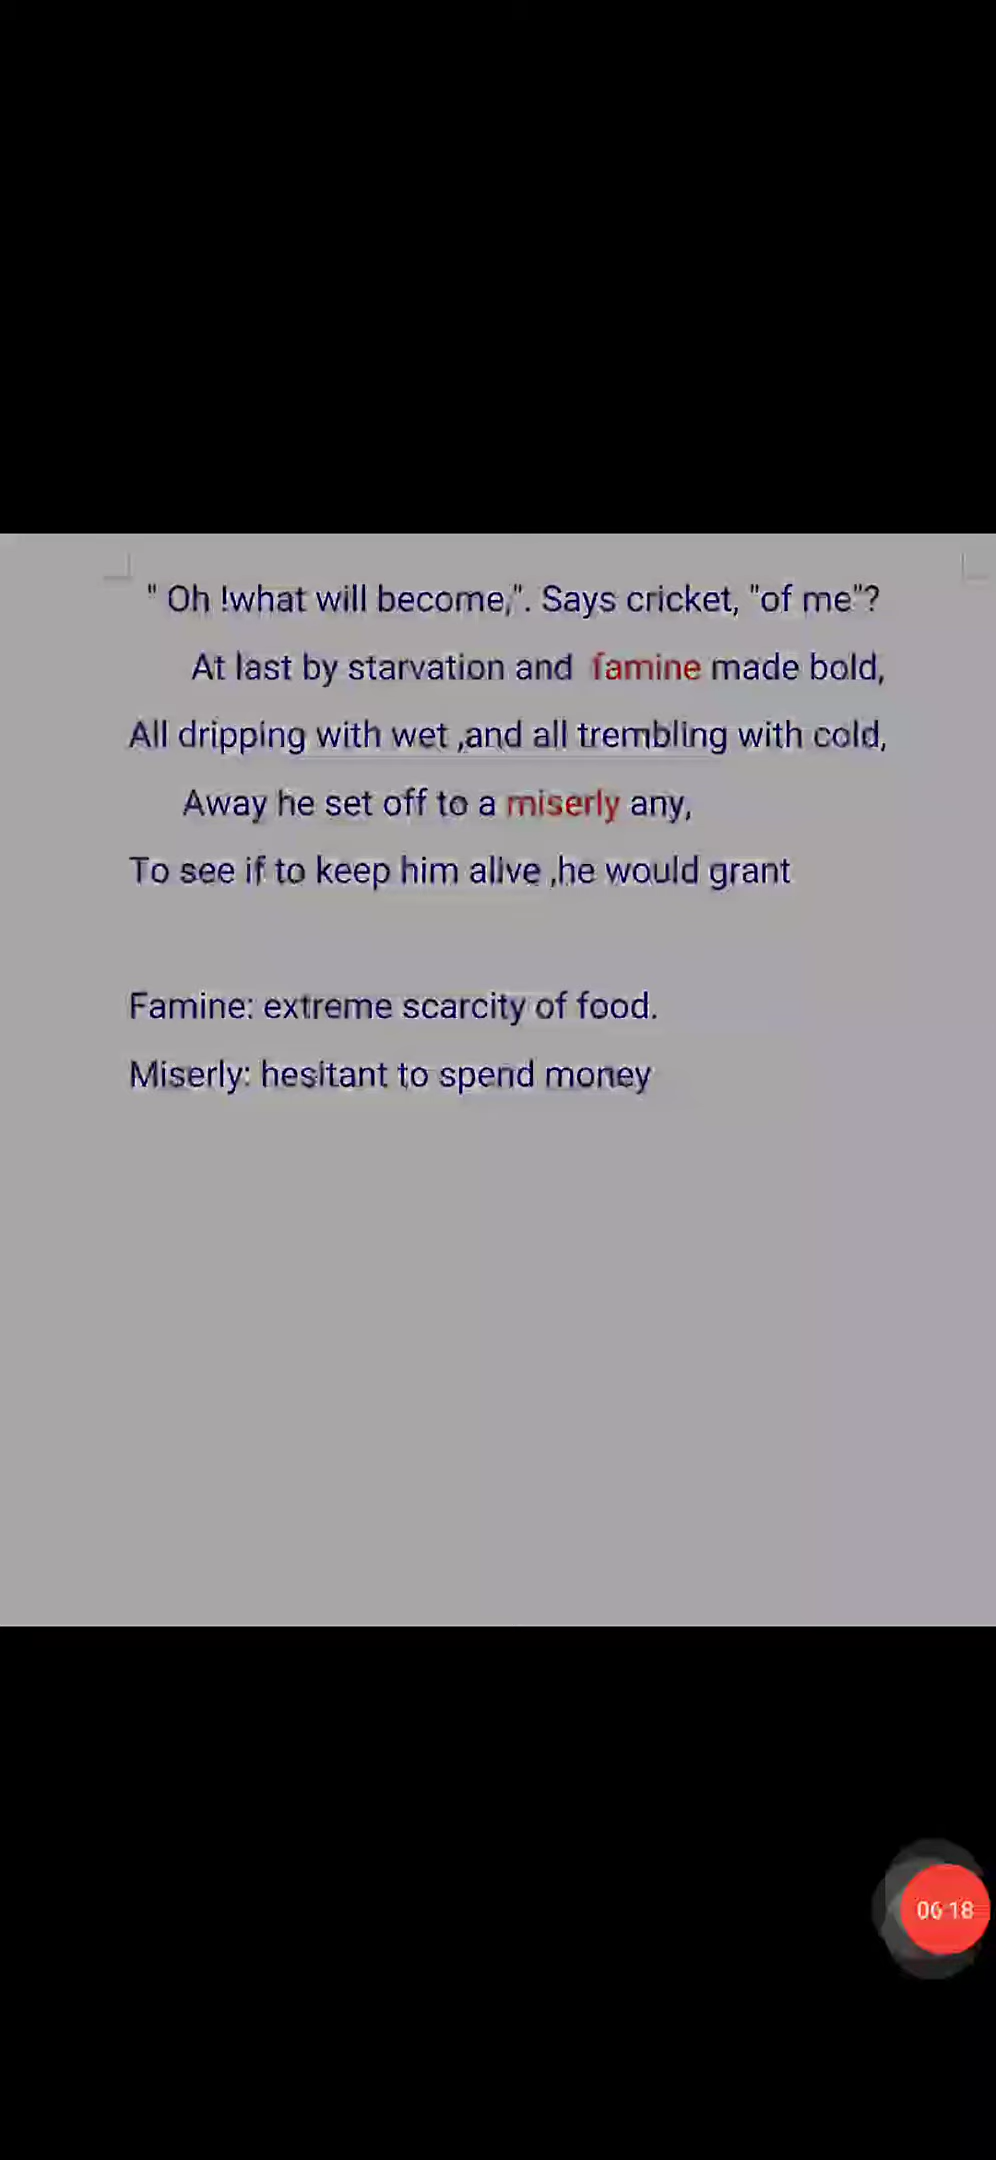 " Oh !what will become,". Says cricket, "of me"?
At last by starvation and famine made bold,
All dripping with wet ,and all trembling with cold,
Away he set off to a miserly any,
To see if to keep him alive ,he would grant
Famine: extreme scarcity of food.
Miserly: hesitant to spend money
06:18